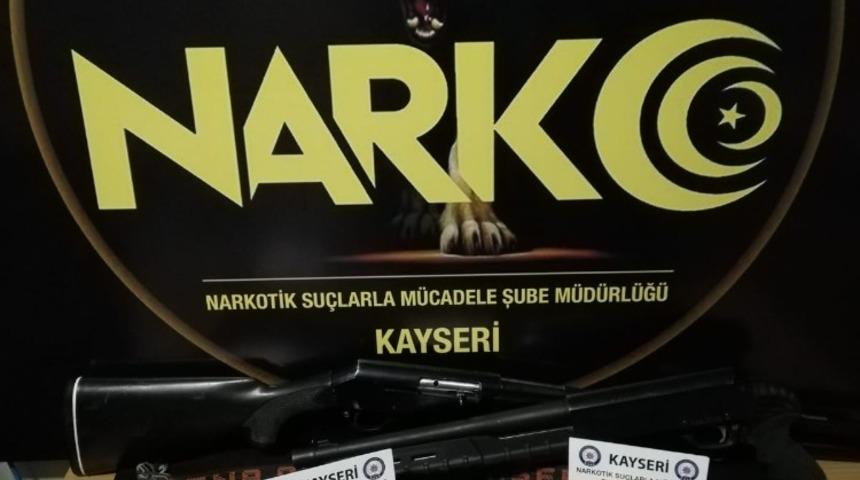 NARKO
NARKOTİK SUÇLARLA MÜCADELE ŞUBE MÜDÜRLÜĞÜ
KAYSERİ
KAYSERİ
KAYSERİ
NARKOTİK SUÇLARLA